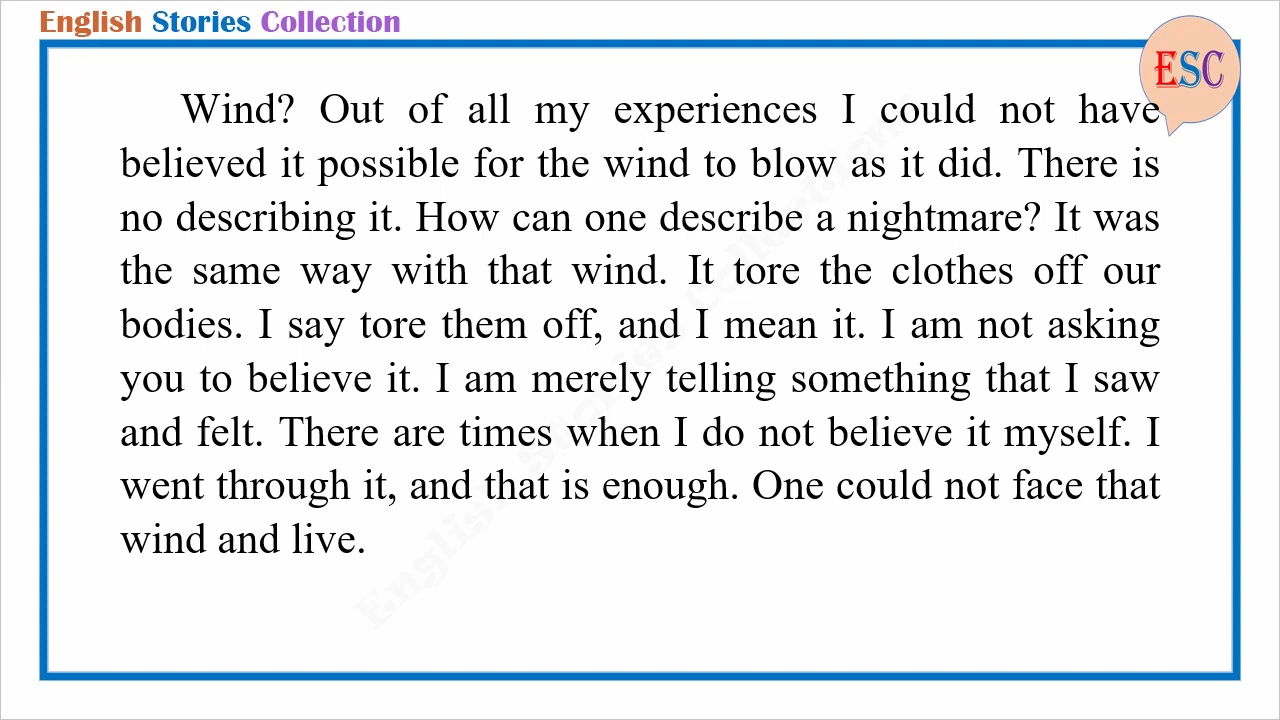 English Stories Collection
ESC
Wind? Out of all my experiences I could not have
believed it possible for the wind to blow as it did. There is
no describing it. How can one describe a nightmare? It was
the same way with that wind. It tore the clothes off our
bodies. I say tore them off, and I mean it. I am not asking
you to believe it. I am merely telling something that I saw
and felt. There are times when I do not believe it myself. I
went through it, and that is enough. One could not face that
wind and live.
English Stories Collection